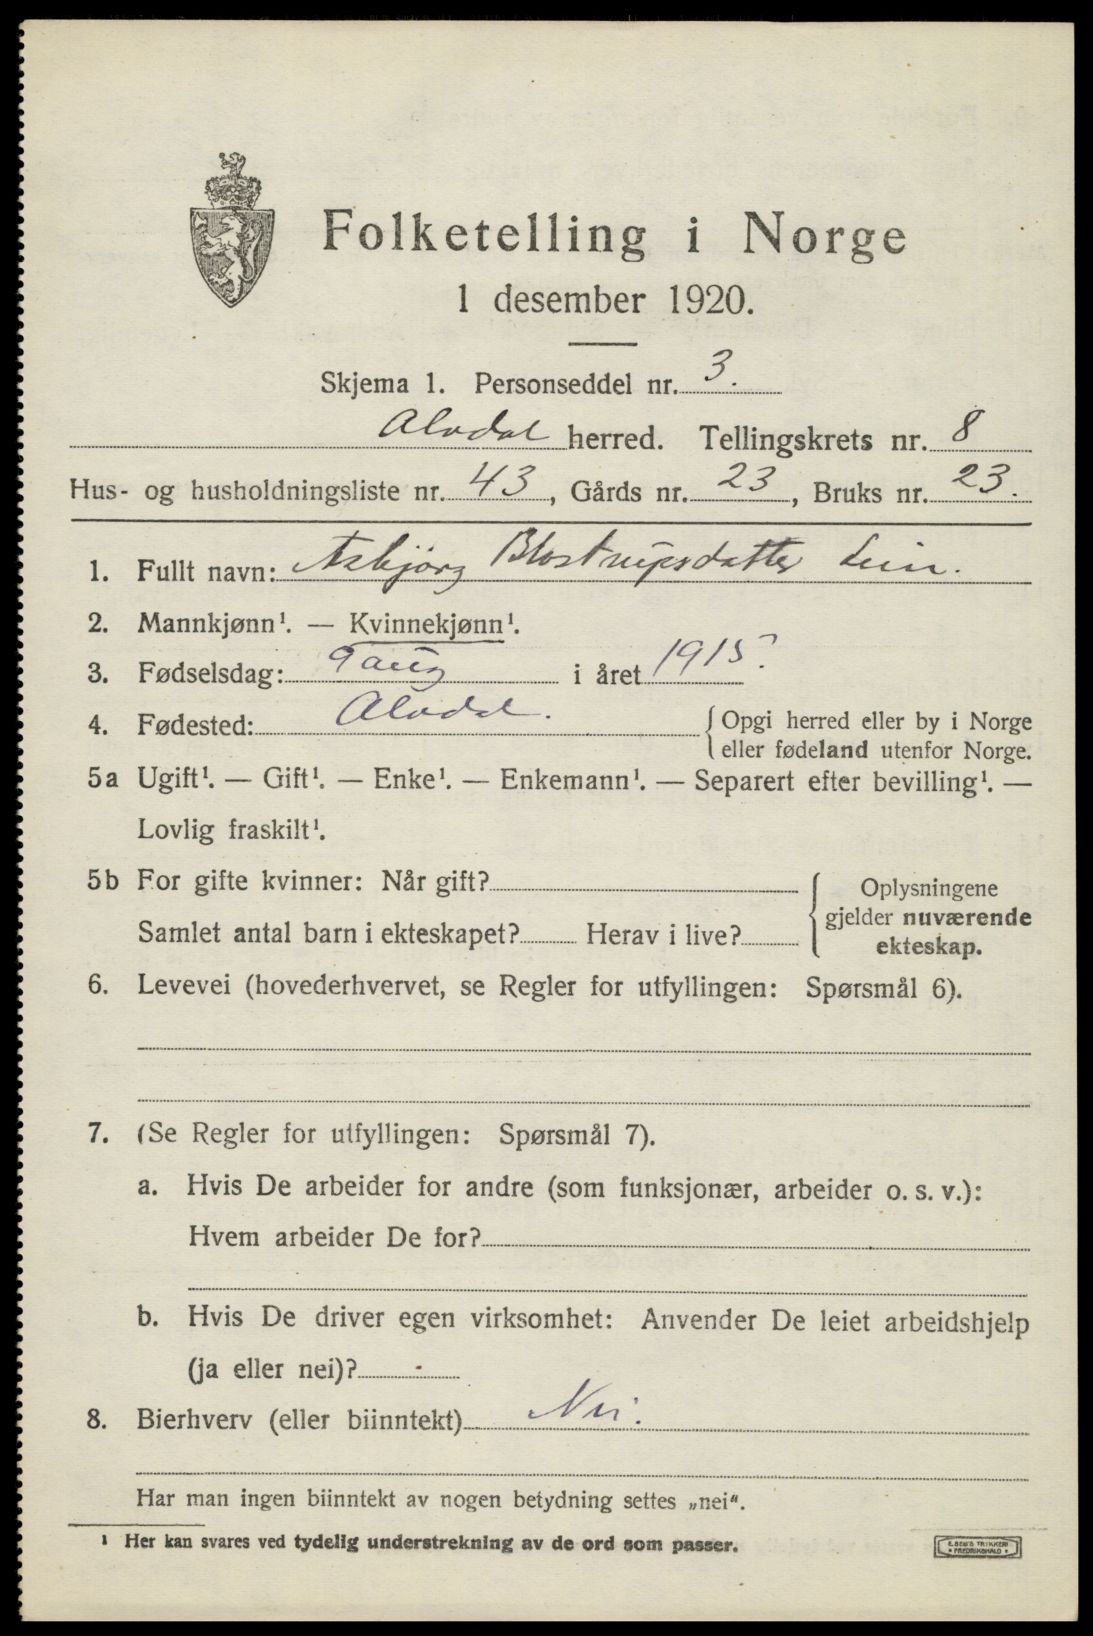 Folketelling i Norge
1 desember 1920.
Skjema 1. Personseddel nr. 3.
Alvdal herred. Tellingskrets nr. 8
Hus- og husholdningsliste nr. 43, Gårds nr. 23, Bruks nr. 23.
1. Fullt navn: Asbjörg Blostrupsdatter Lien.
2. Mannkjønn¹. — Kvinnekjønn¹.
3. Fødselsdag: 9 aug i året 1915.
4. Fødested: Alvdal. Opgi herred eller by i Norge
eller fødeland utenfor Norge.
5a Ugift¹. — Gift¹. — Enke¹. — Enkemann¹. — Separert efter bevilling¹. —
Lovlig fraskilt¹.
5b For gifte kvinner: Når gift?
Samlet antal barn i ekteskapet? Herav i live?
Oplysningene
gjelder nuværende
ekteskap.
6. Levevei (hovederhvervet, se Regler for utfyllingen: Spørsmål 6).
7. (Se Regler for utfyllingen: Spørsmål 7).
a. Hvis De arbeider for andre (som funksjonær, arbeider o. s. v.):
Hvem arbeider De for?
b. Hvis De driver egen virksomhet: Anvender De leiet arbeidshjelp
(ja eller nei)?
8. Bierhverv (eller biinntekt) Nei.
Har man ingen biinntekt av nogen betydning settes „nei“.
¹ Her kan svares ved tydelig understrekning av de ord som passer.
E. SEM'S TRYKKERI
• FREDRIKSHALD •